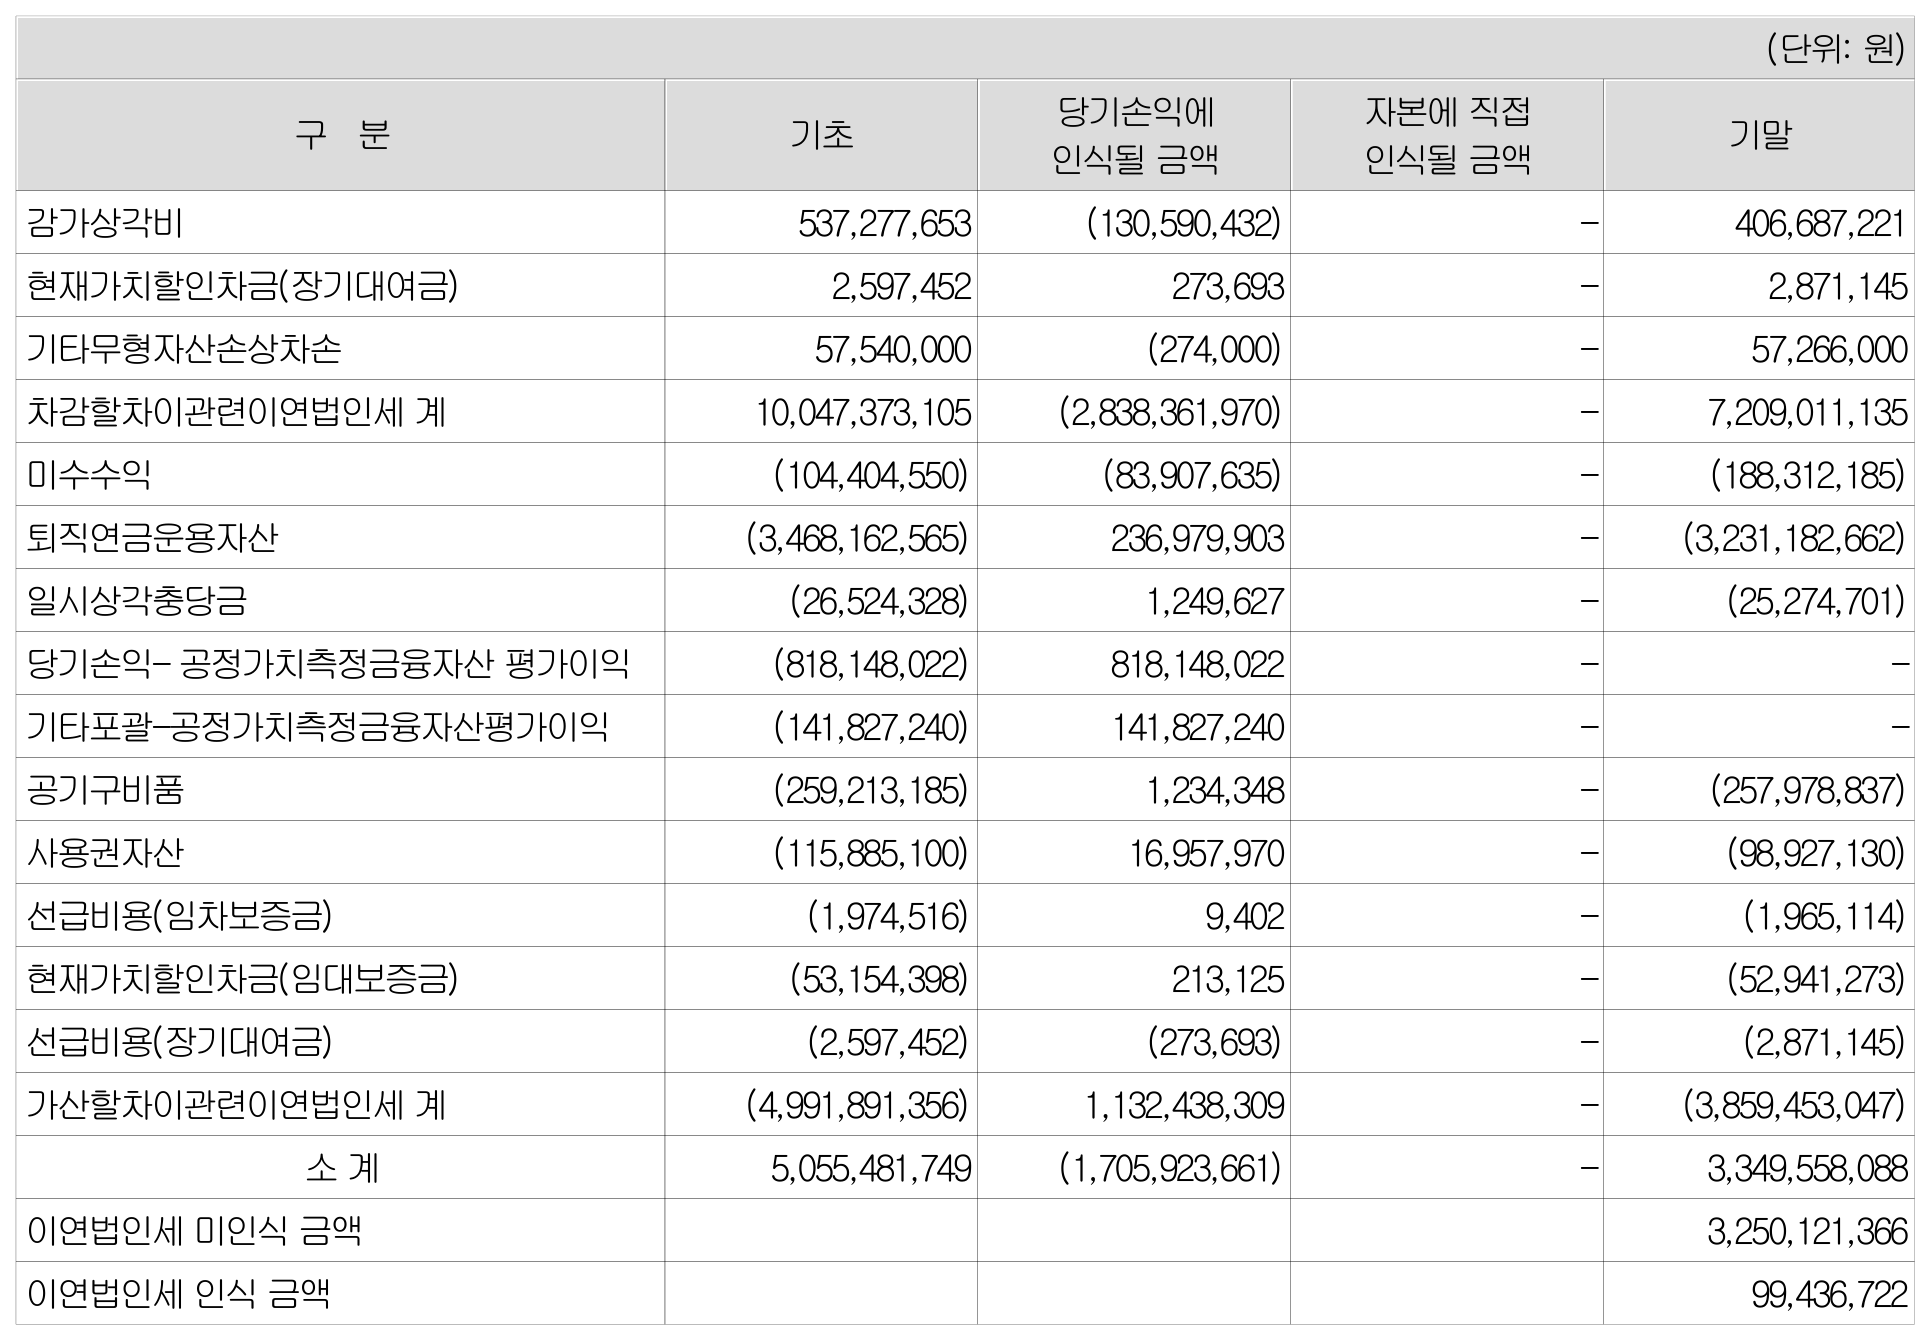 (단위: 원)
구 분 기초 당기손익에 인식될 금액 자본에 직접 인식될 금액 기말
감가상각비 537,277,653 (130,590,432) – 406,687,221
현재가치할인차금(장기대여금) 2,597,452 273,693 – 2,871,145
기타무형자산손상차손 57,540,000 (274,000) – 57,266,000
차감할차이관련이연법인세 계 10,047,373,105 (2,838,361,970) – 7,209,011,135
미수수익 (104,404,550) (83,907,635) – (188,312,185)
퇴직연금운용자산 (3,468,162,565) 236,979,903 – (3,231,182,662)
일시상각충당금 (26,524,328) 1,249,627 – (25,274,701)
당기손익– 공정가치측정금융자산 평가이익 (818,148,022) 818,148,022 – –
기타포괄–공정가치측정금융자산평가이익 (141,827,240) 141,827,240 – –
공기구비품 (259,213,185) 1,234,348 – (257,978,837)
사용권자산 (115,885,100) 16,957,970 – (98,927,130)
선급비용(임차보증금) (1,974,516) 9,402 – (1,965,114)
현재가치할인차금(임대보증금) (53,154,398) 213,125 – (52,941,273)
선급비용(장기대여금) (2,597,452) (273,693) – (2,871,145)
가산할차이관련이연법인세 계 (4,991,891,356) 1,132,438,309 – (3,859,453,047)
소 계 5,055,481,749 (1,705,923,661) – 3,349,558,088
이연법인세 미인식 금액 3,250,121,366
이연법인세 인식 금액 99,436,722